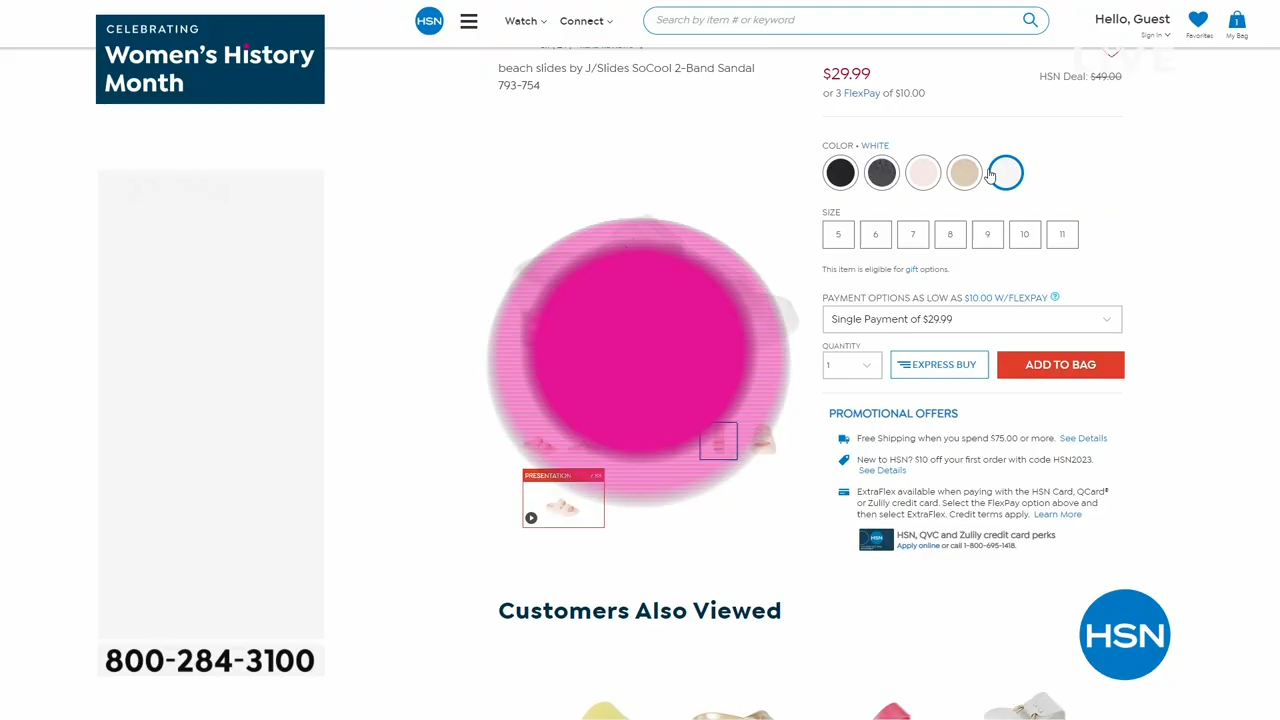 CELEBRATING
Women's History
Month
HSN
Watch
Connect
Search by item # or keyword
Hello, Guest
Sign In
Favorites
1
My Bag
LIVE
beach slides by J/Slides SoCool 2-Band Sandal
793-754
$29.99
HSN Deal: $49.00
or 3 FlexPay of $10.00
COLOR • WHITE
SIZE
5 6 7 8 9 10 11
This item is eligible for gift options.
PAYMENT OPTIONS AS LOW AS $10.00 W/FLEXPAY
Single Payment of $29.99
QUANTITY
1
EXPRESS BUY
ADD TO BAG
PROMOTIONAL OFFERS
Free Shipping when you spend $75.00 or more. See Details
New to HSN? $10 off your first order with code HSN2023.
See Details
ExtraFlex available when paying with the HSN Card, QCard®
or Zulily credit card. Select the FlexPay option above and
then select ExtraFlex. Credit terms apply. Learn More
HSN, QVC and Zulily credit card perks
Apply online or call 1-800-695-1418.
PRESENTATION
Customers Also Viewed
HSN
800-284-3100